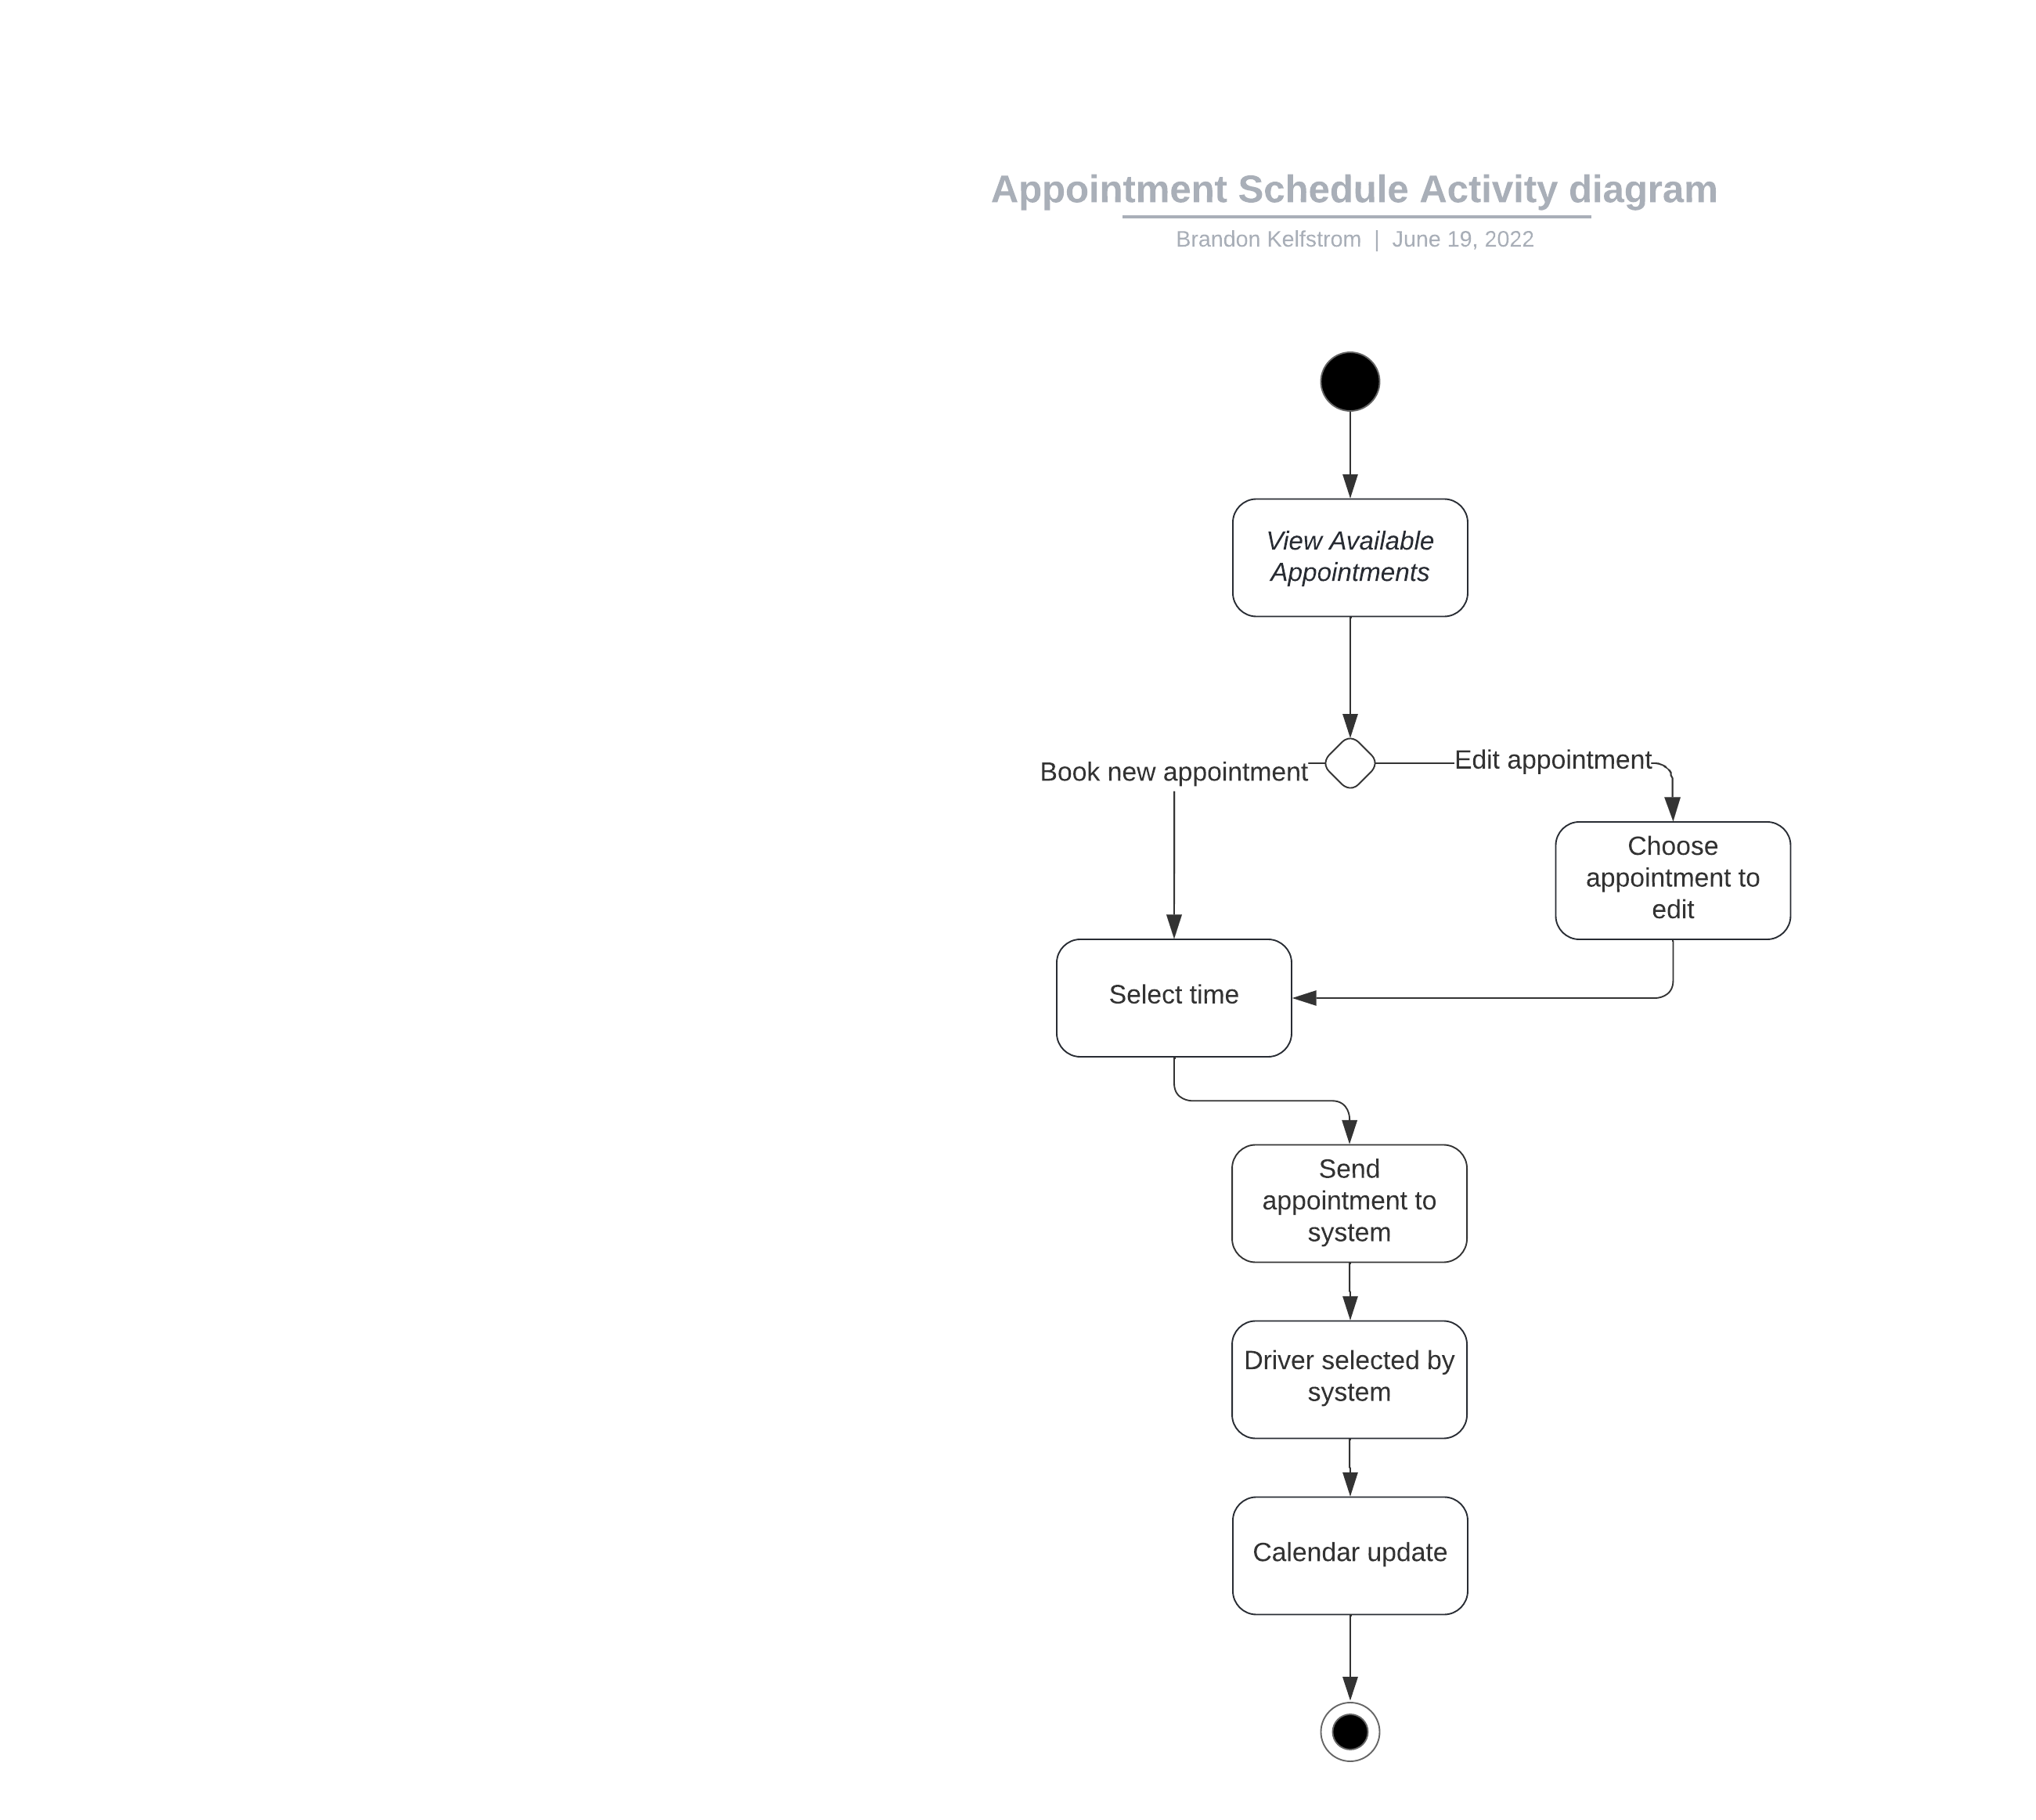 Appointment Schedule Activity diagram
Brandon Kelfstrom | June 19, 2022
View Available
Appointments
Book new appointment
Edit appointment
Choose
appointment to
edit
Select time
Send
appointment to
system
Driver selected by
system
Calendar update